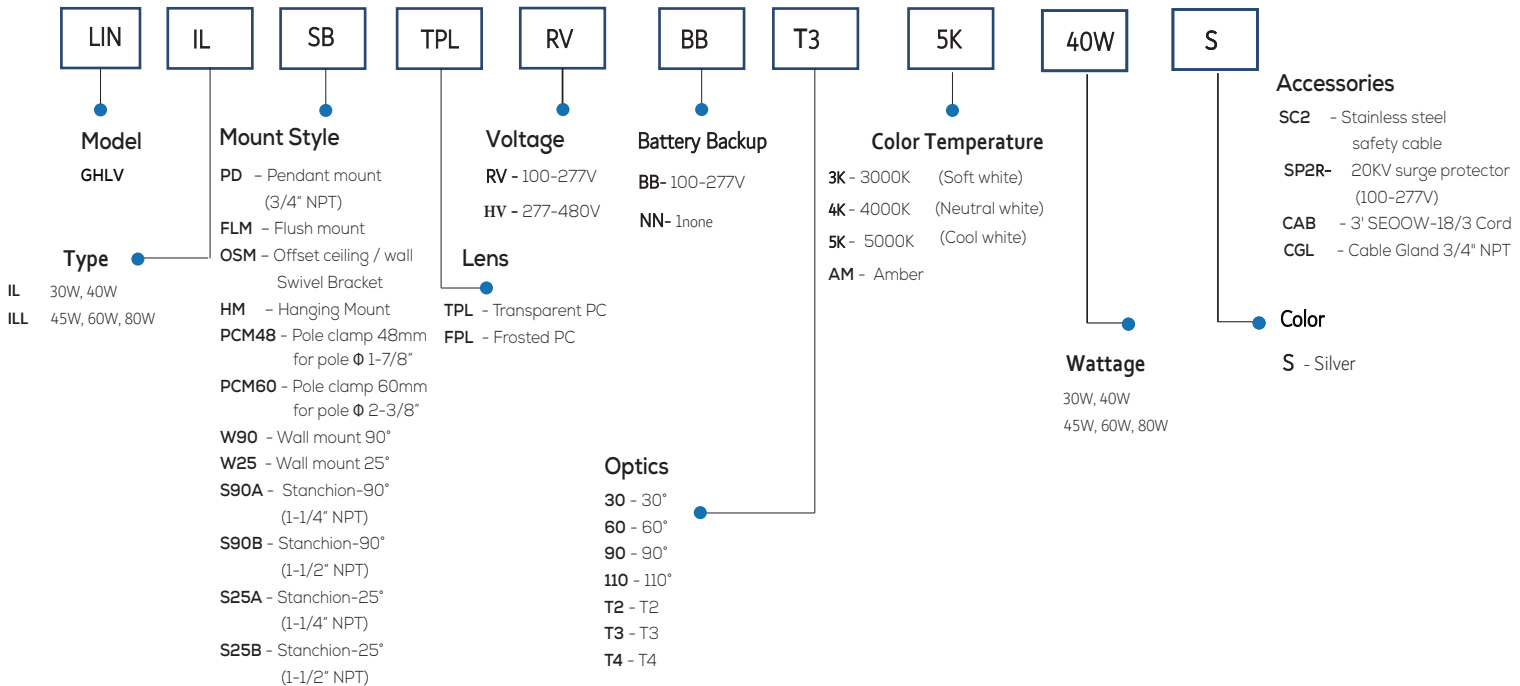 LIN IL SB TPL RV BB T3 5K 40W S
Model
GHLV
Type
IL 30W, 40W
ILL 45W, 60W, 80W
Mount Style
PD – Pendant mount
(3/4" NPT)
FLM – Flush mount
OSM – Offset ceiling / wall
Swivel Bracket
HM – Hanging Mount
PCM48 - Pole clamp 48mm
for pole Φ 1-7/8"
PCM60 - Pole clamp 60mm
for pole Φ 2-3/8"
W90 - Wall mount 90°
W25 - Wall mount 25°
S90A - Stanchion-90°
(1-1/4" NPT)
S90B - Stanchion-90°
(1-1/2" NPT)
S25A - Stanchion-25°
(1-1/4" NPT)
S25B - Stanchion-25°
(1-1/2" NPT)
Lens
TPL - Transparent PC
FPL - Frosted PC
Voltage
RV - 100-277V
HV - 277-480V
Battery Backup
BB- 100-277V
NN- 1none
Optics
30 - 30°
60 - 60°
90 - 90°
110 - 110°
T2 - T2
T3 - T3
T4 - T4
Color Temperature
3K - 3000K (Soft white)
4K - 4000K (Neutral white)
5K - 5000K (Cool white)
AM - Amber
Wattage
30W, 40W
45W, 60W, 80W
Accessories
SC2 - Stainless steel
safety cable
SP2R- 20KV surge protector
(100-277V)
CAB - 3' SEOOW-18/3 Cord
CGL - Cable Gland 3/4" NPT
Color
S - Silver